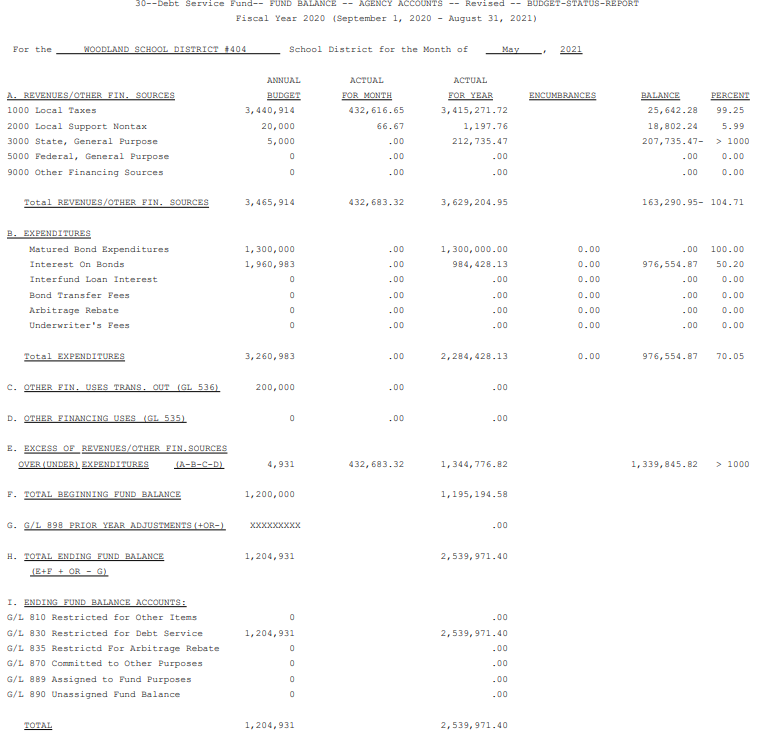 30--Debt Service Fund-- FUND BALANCE -- AGENCY ACCOUNTS -- Revised -- BUDGET-STATUS-REPORT
Fiscal Year 2020 (September 1, 2020 - August 31, 2021)
For the WOODLAND SCHOOL DISTRICT #404 School District for the Month of May , 2021
ANNUAL ACTUAL ACTUAL
A. REVENUES/OTHER FIN. SOURCES BUDGET FOR MONTH FOR YEAR ENCUMBRANCES BALANCE PERCENT
1000 Local Taxes 3,440,914 432,616.65 3,415,271.72 25,642.28 99.25
2000 Local Support Nontax 20,000 66.67 1,197.76 18,802.24 5.99
3000 State, General Purpose 5,000 .00 212,735.47 207,735.47- > 1000
5000 Federal, General Purpose 0 .00 .00 .00 0.00
9000 Other Financing Sources 0 .00 .00 .00 0.00
Total REVENUES/OTHER FIN. SOURCES 3,465,914 432,683.32 3,629,204.95 163,290.95- 104.71
B. EXPENDITURES
Matured Bond Expenditures 1,300,000 .00 1,300,000.00 0.00 .00 100.00
Interest On Bonds 1,960,983 .00 984,428.13 0.00 976,554.87 50.20
Interfund Loan Interest 0 .00 .00 0.00 .00 0.00
Bond Transfer Fees 0 .00 .00 0.00 .00 0.00
Arbitrage Rebate 0 .00 .00 0.00 .00 0.00
Underwriter's Fees 0 .00 .00 0.00 .00 0.00
Total EXPENDITURES 3,260,983 .00 2,284,428.13 0.00 976,554.87 70.05
C. OTHER FIN. USES TRANS. OUT (GL 536) 200,000 .00 .00
D. OTHER FINANCING USES (GL 535) 0 .00 .00
E. EXCESS OF REVENUES/OTHER FIN.SOURCES
OVER(UNDER) EXPENDITURES (A-B-C-D) 4,931 432,683.32 1,344,776.82 1,339,845.82 > 1000
F. TOTAL BEGINNING FUND BALANCE 1,200,000 1,195,194.58
G. G/L 898 PRIOR YEAR ADJUSTMENTS(+OR-) XXXXXXXXX .00
H. TOTAL ENDING FUND BALANCE 1,204,931 2,539,971.40
(E+F + OR - G)
I. ENDING FUND BALANCE ACCOUNTS:
G/L 810 Restricted for Other Items 0 .00
G/L 830 Restricted for Debt Service 1,204,931 2,539,971.40
G/L 835 Restrictd For Arbitrage Rebate 0 .00
G/L 870 Committed to Other Purposes 0 .00
G/L 889 Assigned to Fund Purposes 0 .00
G/L 890 Unassigned Fund Balance 0 .00
TOTAL 1,204,931 2,539,971.40